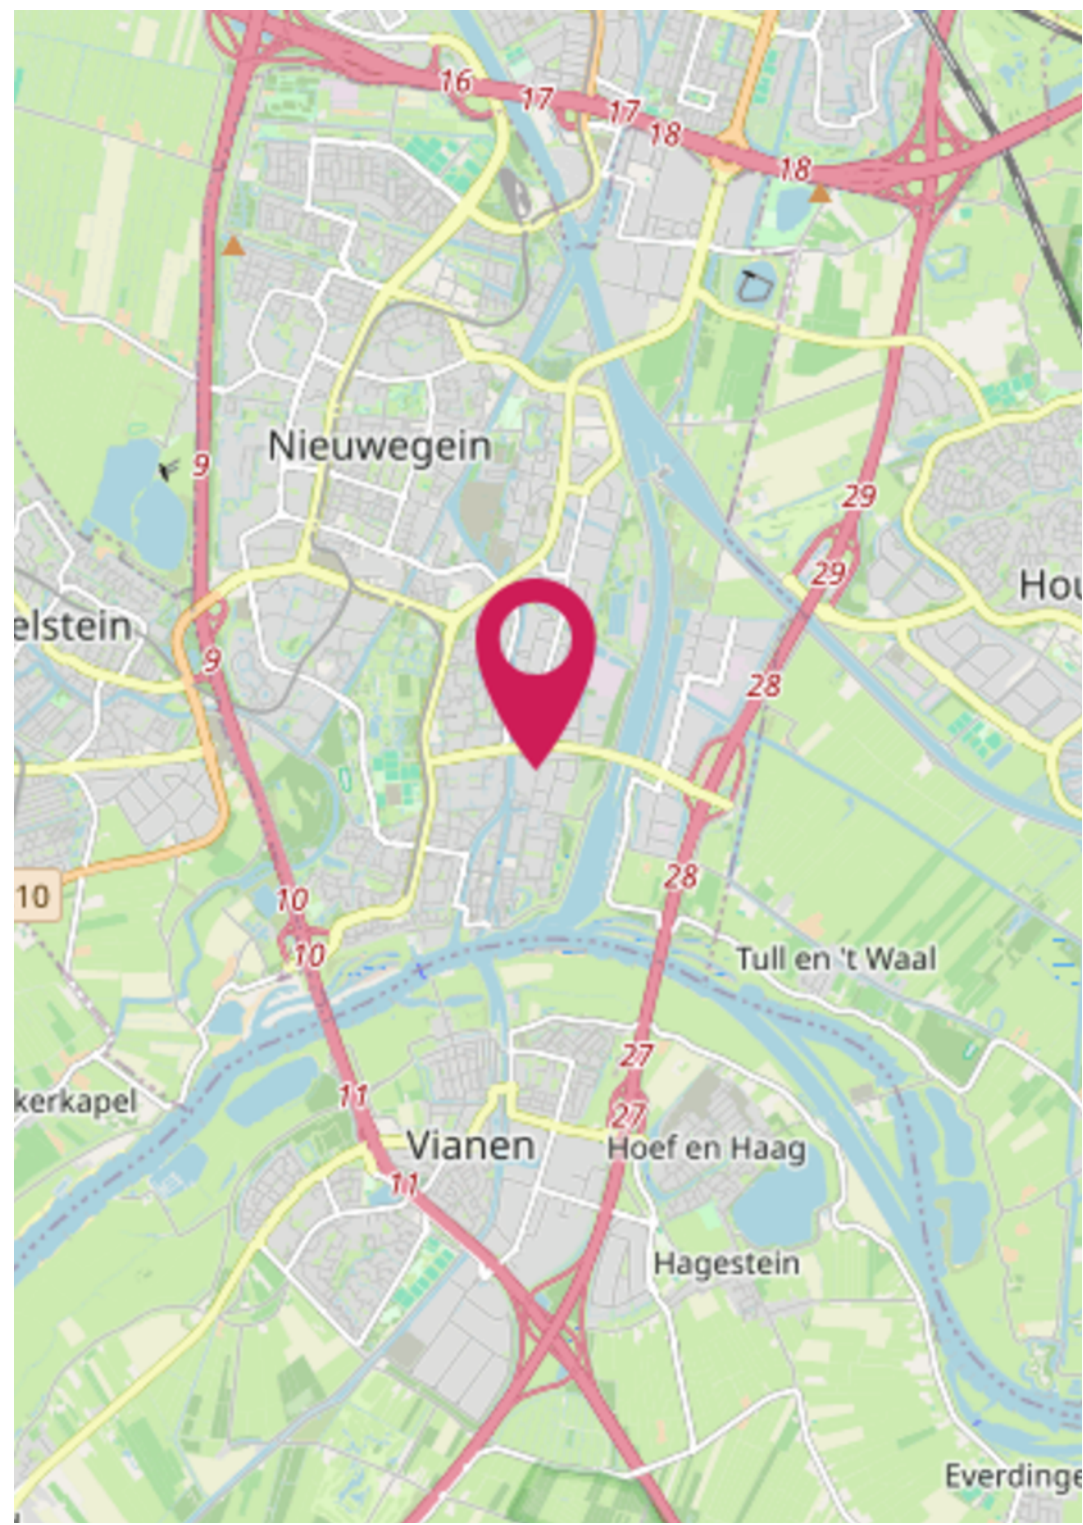 16
17
17
18
18
Nieuwegein
9
29
29
Hou
elstein
9
28
28
10
10
10
Tull en 't Waal
27
kerkapel
11
27
Vianen
Hoef en Haag
11
Hagestein
Everdinge